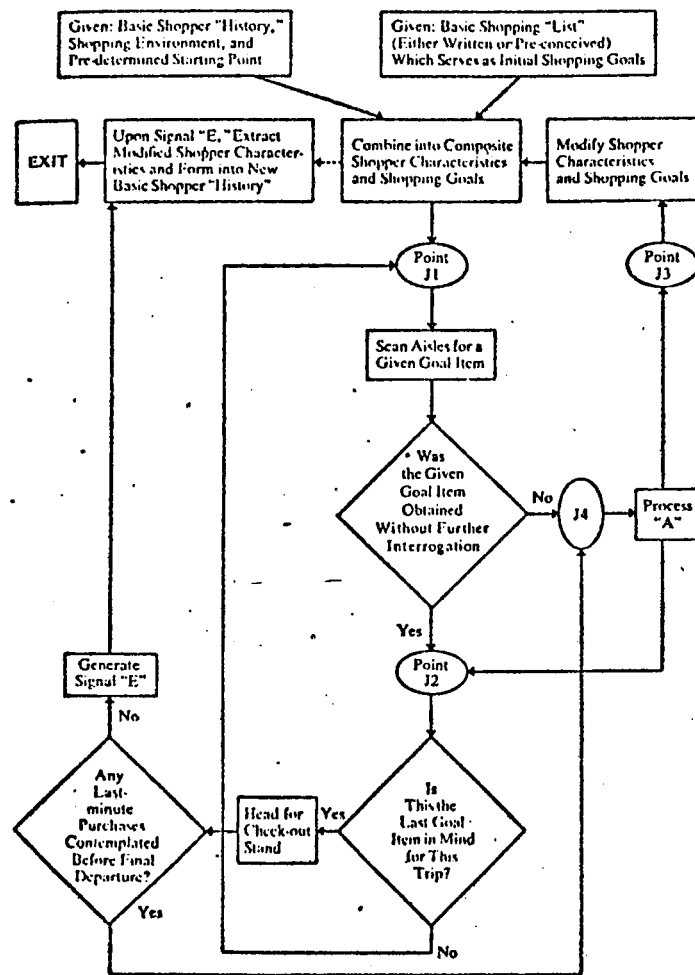 Given: Basic Shopper "History,"
Shopping Environment, and
Pre-determined Starting Point
Given: Basic Shopping "List"
(Either Written or Pre-conceived)
Which Serves as Initial Shopping Goals
EXIT
Upon Signal "E," Extract
Modified Shopper Character-
istics and Form into New
Basic Shopper "History"
Combine into Composite
Shopper Characteristics
and Shopping Goals
Modify Shopper
Characteristics
and Shopping Goals
Point
J1
Point
J3
Scan Aisles for a
Given Goal Item
Was
the Given
Goal Item
Obtained
Without Further
Interrogation
No
J4
Process
"A"
Yes
Point
J2
Generate
Signal "E"
No
Any
Last-
minute
Purchases
Contemplated
Before Final
Departure?
Yes
Head for
Check-out
Stand
Yes
Is
This the
Last Goal
Item in Mind
for This
Trip?
No